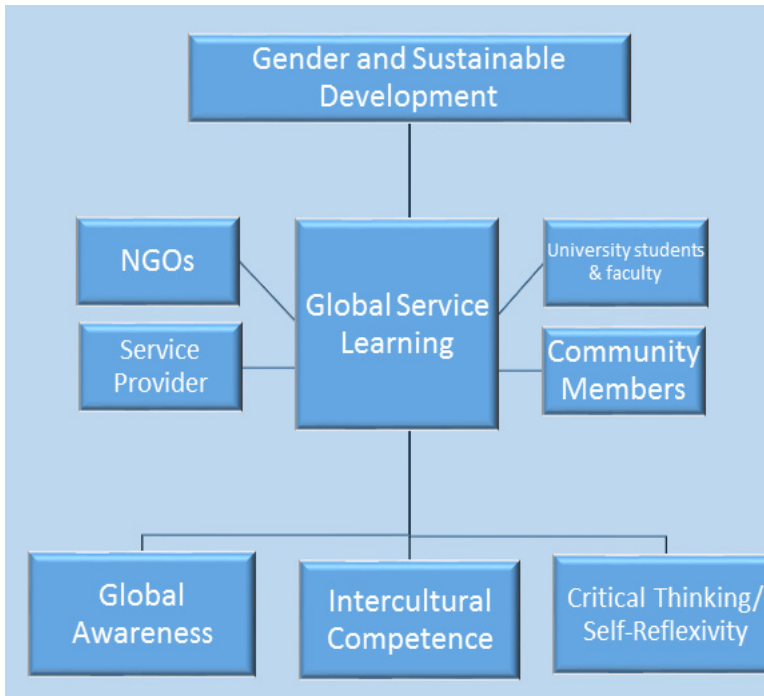 Gender and Sustainable
Development
NGOs
University students
& faculty
Global Service
Learning
Service
Provider
Community
Members
Global
Awareness
Intercultural
Competence
Critical Thinking/
Self-Reflexivity